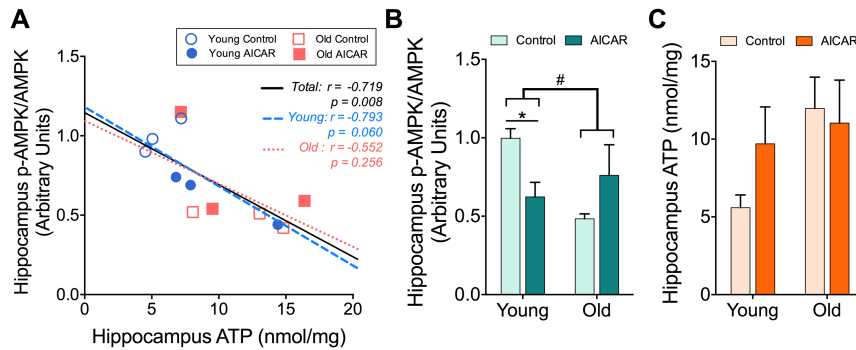 A
Young Control
Old Control
Young AICAR
Old AICAR
Total: r = -0.719
p = 0.008
Young: r = -0.793
p = 0.060
Old : r = -0.552
p = 0.256
Hippocampus p-AMPK/AMPK
(Arbitrary Units)
1.5
1.0
0.5
0.0
0
5
10
15
20
Hippocampus ATP (nmol/mg)
B
Control
AICAR
Hippocampus p-AMPK/AMPK
(Arbitrary Units)
1.5
1.0
0.5
0.0
#
*
Young
Old
C
Control
AICAR
Hippocampus ATP (nmol/mg)
15
10
5
0
Young
Old